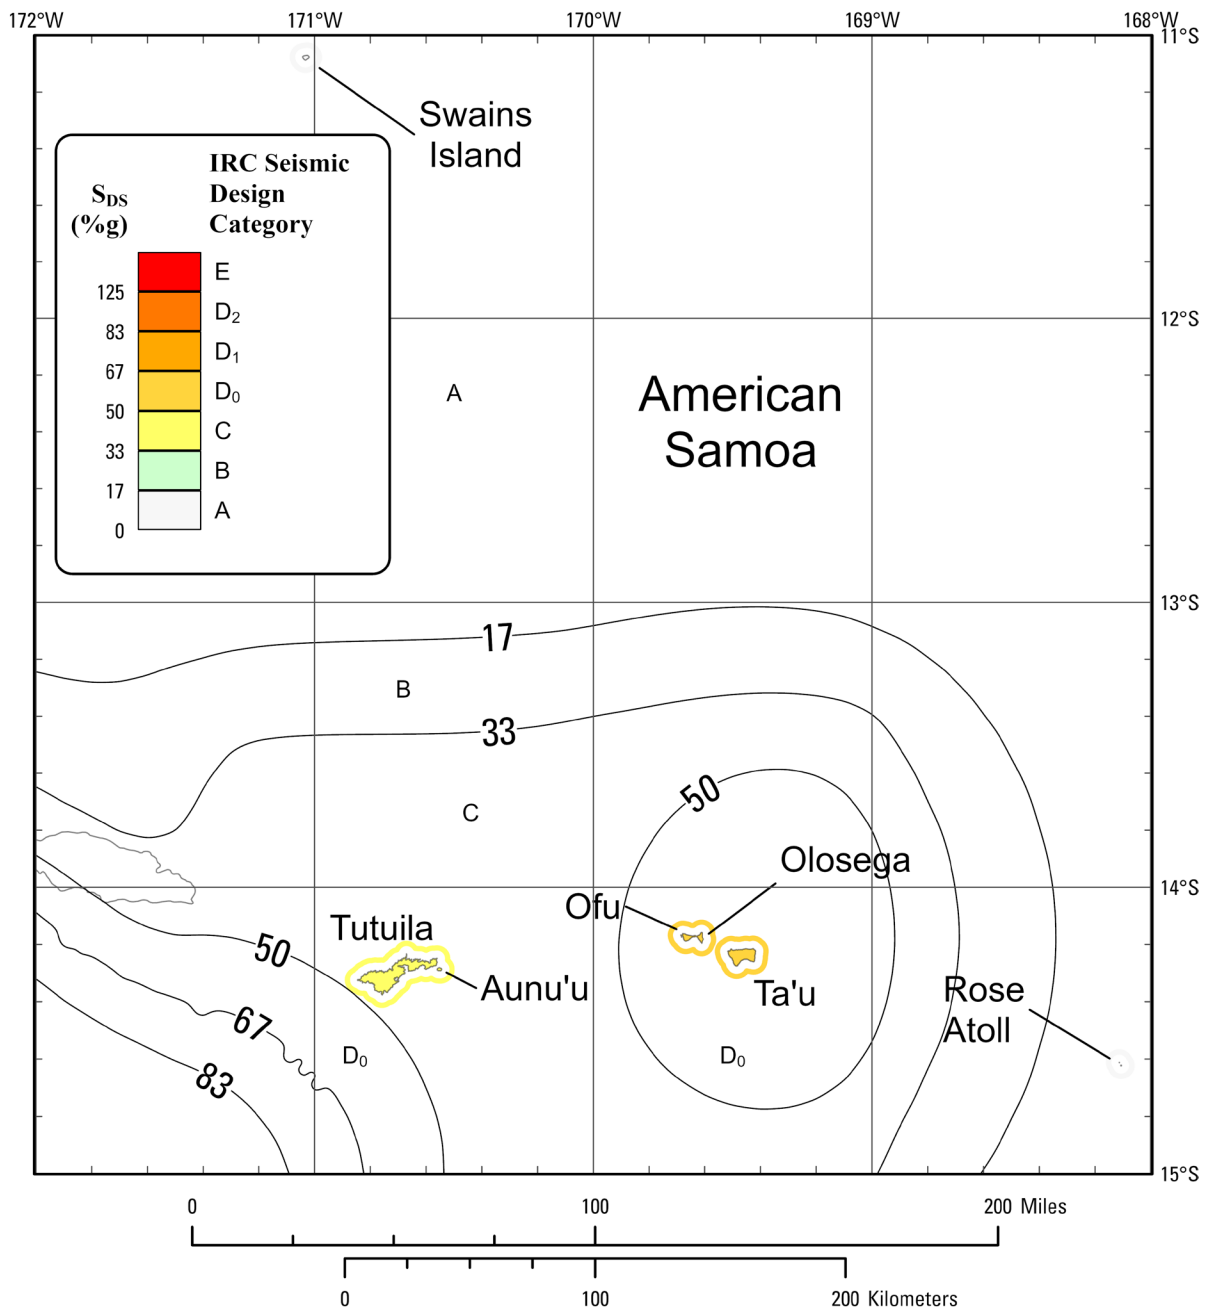 172°W 171°W 170°W 169°W 168°W
11°S
Swains
Island
IRC Seismic
Design
Category
S_DS
(%g)
E
125
D₂
83
D₁
67
D₀
50
C
33
B
17
A
0
12°S
A
American
Samoa
13°S
17
B
33
50
C
Olosega
14°S
Ofu
Tutuila
50
Aunu'u
Ta'u
Rose
Atoll
67
D₀
D₀
83
15°S
0 100 200 Miles
0 100 200 Kilometers